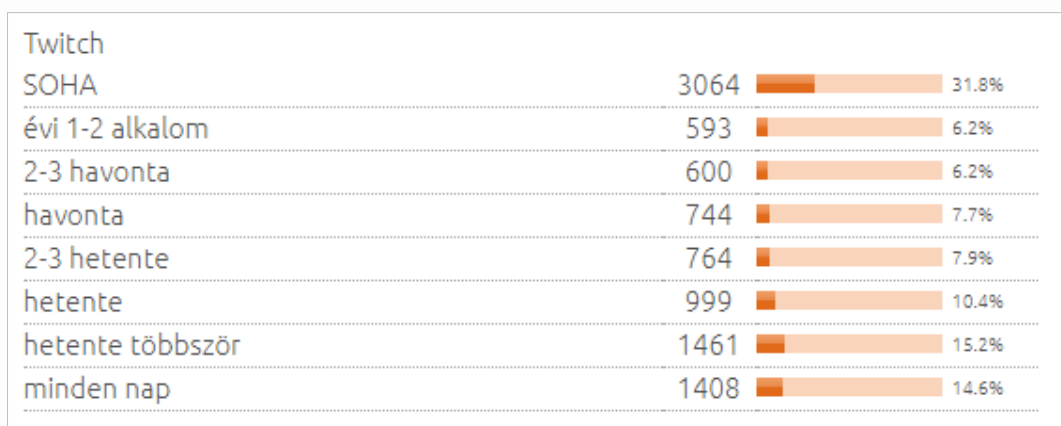 Twitch
SOHA 3064 31.8%
évi 1-2 alkalom 593 6.2%
2-3 havonta 600 6.2%
havonta 744 7.7%
2-3 hetente 764 7.9%
hetente 999 10.4%
hetente többször 1461 15.2%
minden nap 1408 14.6%